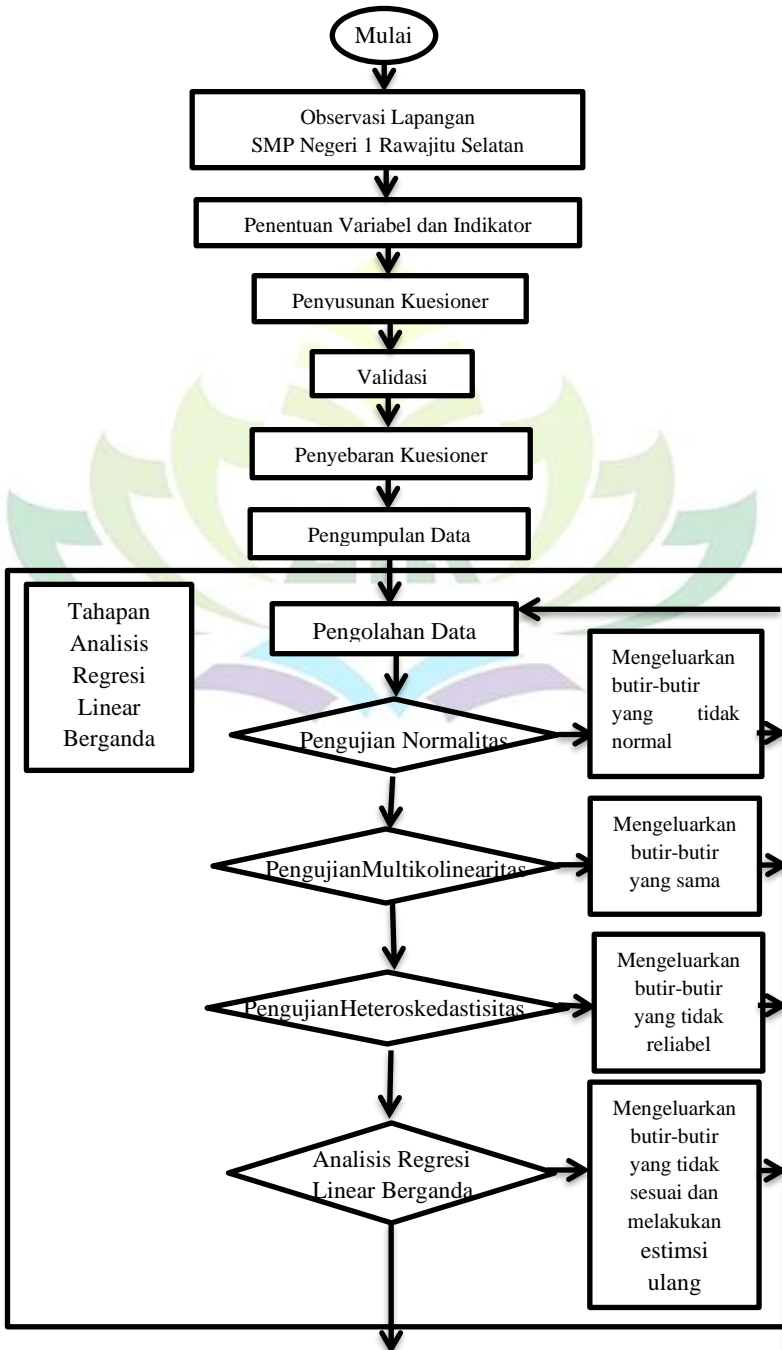 Mulai
Observasi Lapangan
SMP Negeri 1 Rawajitu Selatan
Penentuan Variabel dan Indikator
Penyusunan Kuesioner
Validasi
Penyebaran Kuesioner
Pengumpulan Data
Tahapan
Analisis
Regresi
Linear
Berganda
Pengolahan Data
Pengujian Normalitas
Mengeluarkan
butir-butir
yang tidak
normal
PengujianMultikolinearitas
Mengeluarkan
butir-butir
yang sama
PengujianHeteroskedastisitas
Mengeluarkan
butir-butir
yang tidak
reliabel
Analisis Regresi
Linear Berganda
Mengeluarkan
butir-butir
yang tidak
sesuai dan
melakukan
estimsi
ulang